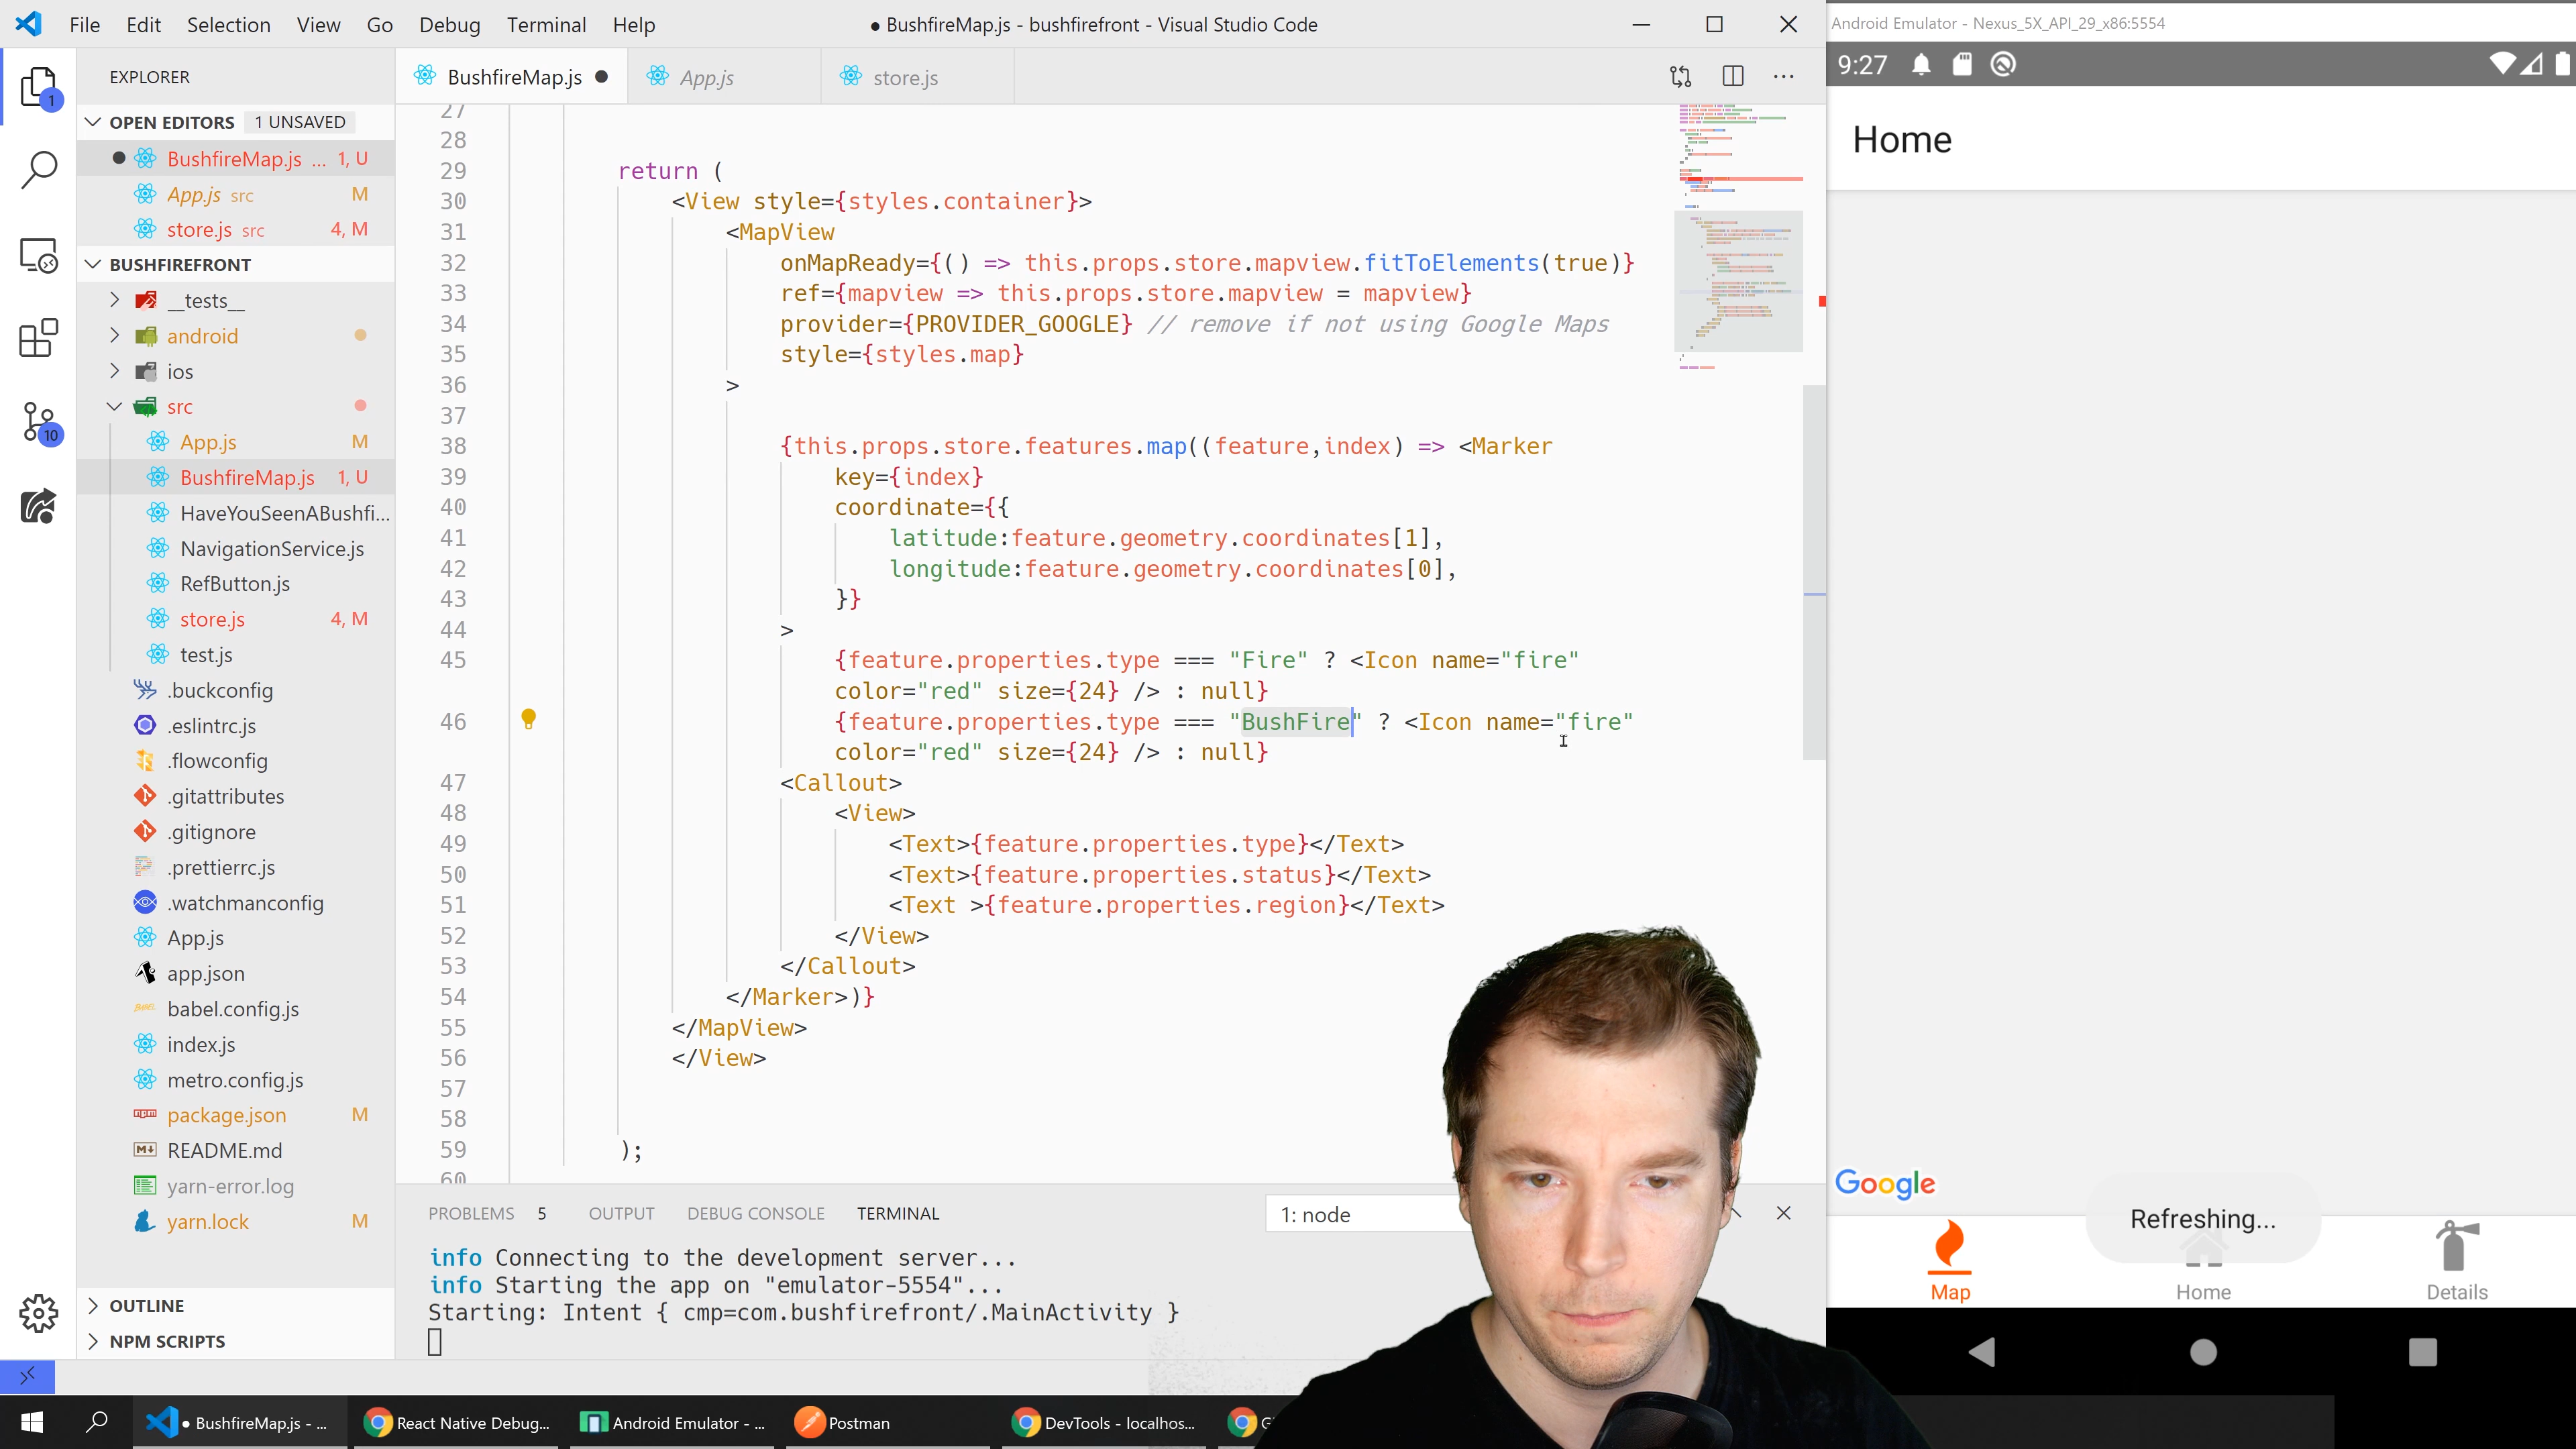 File Edit Selection View Go Debug Terminal Help
● BushfireMap.js - bushfirefront - Visual Studio Code
Android Emulator - Nexus_5X_API_29_x86:5554
9:27
Home
EXPLORER
OPEN EDITORS 1 UNSAVED
BushfireMap.js ... 1, U
App.js src M
store.js src 4, M
BUSHFIREFRONT
__tests__
android
ios
src
App.js M
BushfireMap.js 1, U
HaveYouSeenABushfi...
NavigationService.js
RefButton.js
store.js 4, M
test.js
.buckconfig
.eslintrc.js
.flowconfig
.gitattributes
.gitignore
.prettierrc.js
.watchmanconfig
App.js
app.json
babel.config.js
index.js
metro.config.js
package.json M
README.md
yarn-error.log
yarn.lock M
OUTLINE
NPM SCRIPTS
1
10
BushfireMap.js ● App.js store.js
27
28
29 return (
30 <View style={styles.container}>
31 <MapView
32 onMapReady={() => this.props.store.mapview.fitToElements(true)}
33 ref={mapview => this.props.store.mapview = mapview}
34 provider={PROVIDER_GOOGLE} // remove if not using Google Maps
35 style={styles.map}
36 >
37
38 {this.props.store.features.map((feature,index) => <Marker
39 key={index}
40 coordinate={{
41 latitude:feature.geometry.coordinates[1],
42 longitude:feature.geometry.coordinates[0],
43 }}
44 >
45 {feature.properties.type === "Fire" ? <Icon name="fire"
color="red" size={24} /> : null}
46 {feature.properties.type === "BushFire" ? <Icon name="fire"
color="red" size={24} /> : null}
47 <Callout>
48 <View>
49 <Text>{feature.properties.type}</Text>
50 <Text>{feature.properties.status}</Text>
51 <Text >{feature.properties.region}</Text>
52 </View>
53 </Callout>
54 </Marker>)}
55 </MapView>
56 </View>
57
58
59 );
60
PROBLEMS 5 OUTPUT DEBUG CONSOLE TERMINAL 1: node
info Connecting to the development server...
info Starting the app on "emulator-5554"...
Starting: Intent { cmp=com.bushfirefront/.MainActivity }
Google
Refreshing...
Map Home Details
● BushfireMap.js - ... React Native Debug... Android Emulator - ... Postman DevTools - localhos...